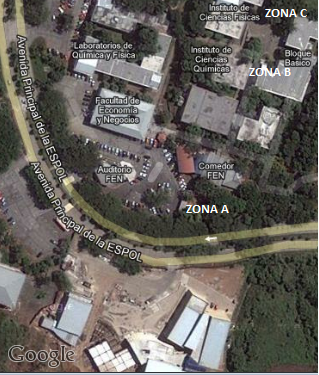 Instituto de
Ciencias Físicas
ZONA C
Laboratorios de
Química y Física
Instituto de
Ciencias
Químicas
Bloque
Basico
ZONA B
Facultad de
Economía
y Negocios
Avenida Principal de la ESPOL
Auditorio
FEN
Comedor
FEN
Avenida Principal de la ESPOL
ZONA A
Google